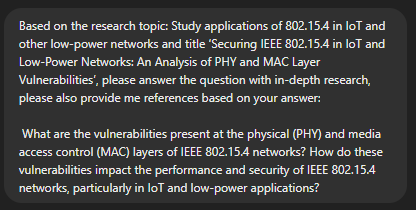 Based on the research topic: Study applications of 802.15.4 in IoT and
other low-power networks and title ‘Securing IEEE 802.15.4 in IoT and
Low-Power Networks: An Analysis of PHY and MAC Layer
Vulnerabilities’, please answer the question with in-depth research,
please also provide me references based on your answer:
What are the vulnerabilities present at the physical (PHY) and media
access control (MAC) layers of IEEE 802.15.4 networks? How do these
vulnerabilities impact the performance and security of IEEE 802.15.4
networks, particularly in IoT and low-power applications?